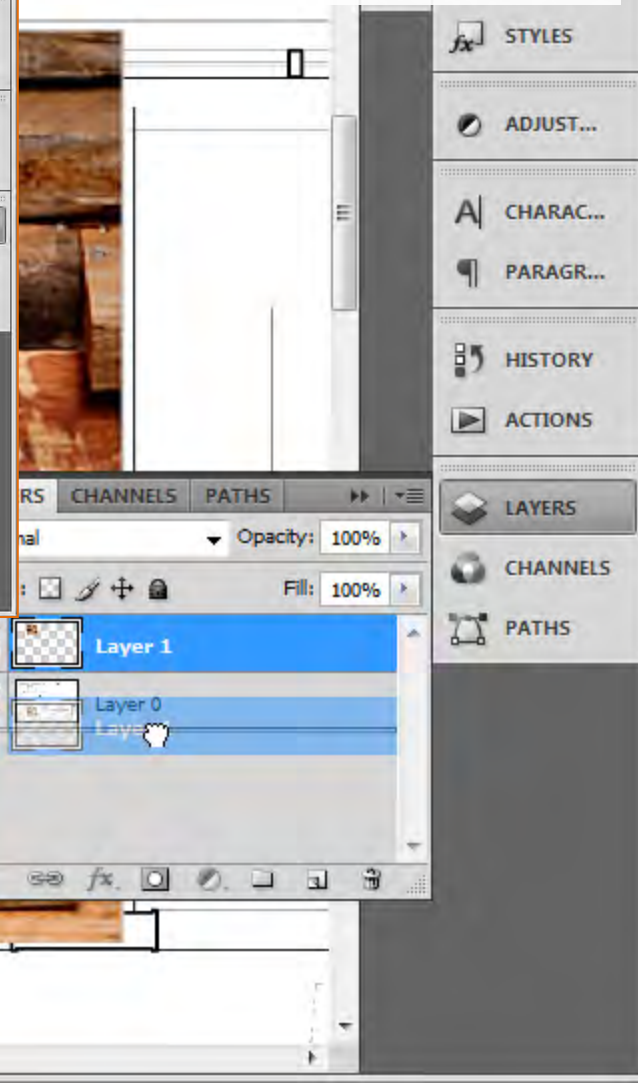 STYLES
ADJUST...
CHARAC...
PARAGR...
HISTORY
ACTIONS
LAYERS
CHANNELS
PATHS
RS CHANNELS PATHS
nal Opacity: 100%
: Fill: 100%
Layer 1
Layer 0